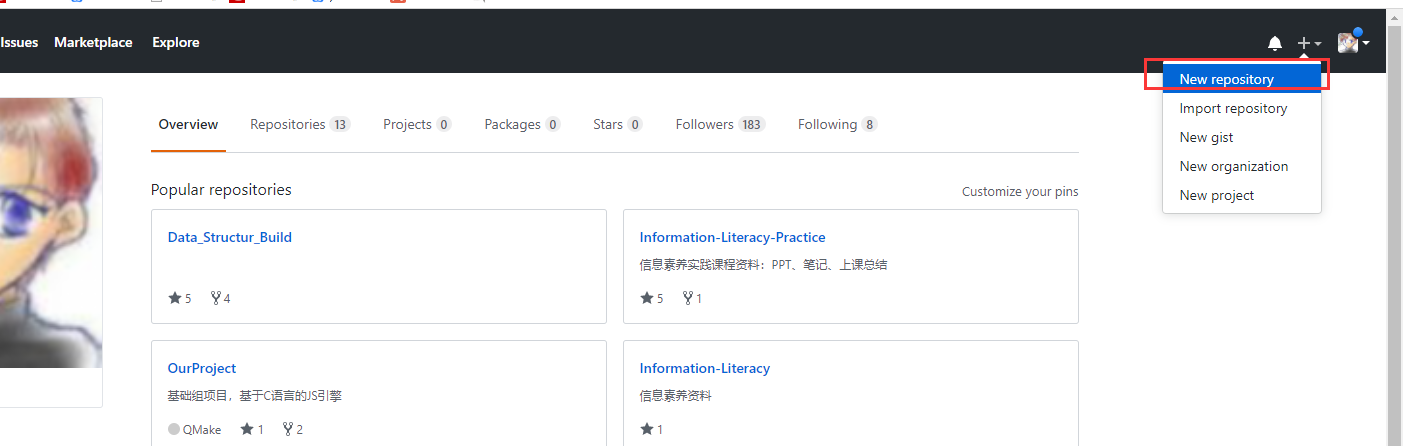 Issues Marketplace Explore
New repository
Import repository
New gist
New organization
New project
Overview Repositories 13 Projects 0 Packages 0 Stars 0 Followers 183 Following 8
Popular repositories Customize your pins
Data_Structur_Build
5 4
Information-Literacy-Practice
信息素养实践课程资料：PPT、笔记、上课总结
5 1
OurProject
基础组项目，基于C语言的JS引擎
QMake 1 2
Information-Literacy
信息素养资料
1